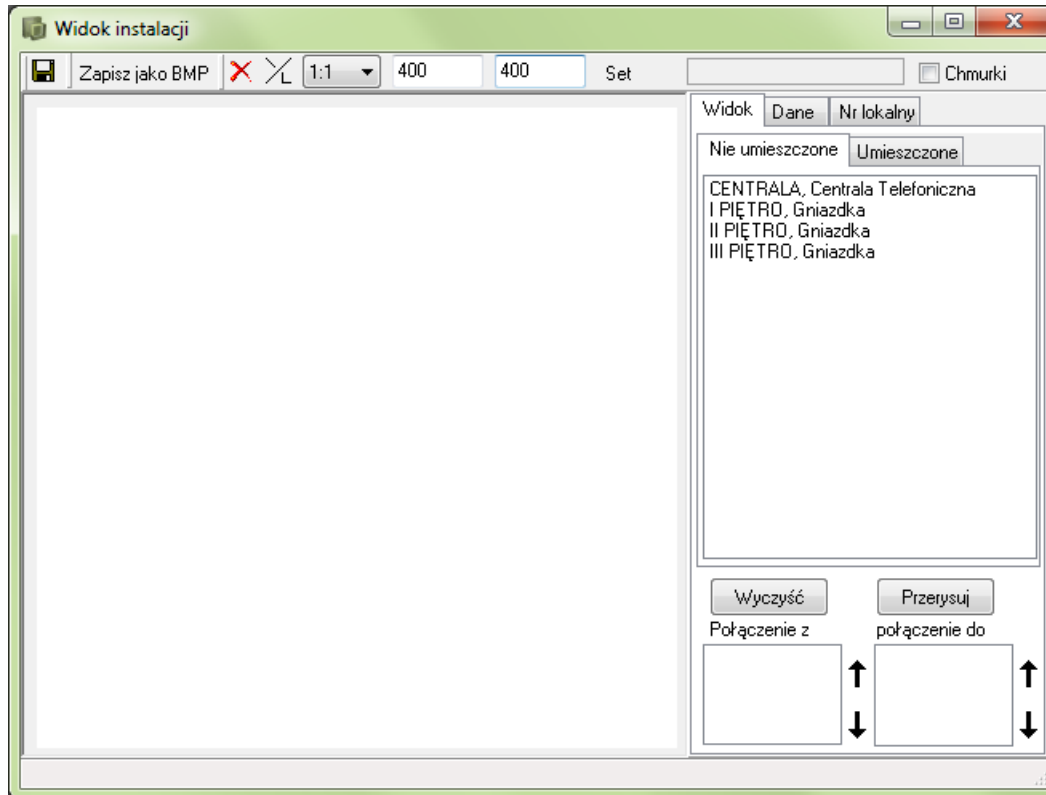 Widok instalacji
Zapisz jako BMP 1:1 400 400 Set Chmurki
Widok Dane Nr lokalny
Nie umieszczone Umieszczone
CENTRALA, Centrala Telefoniczna
I PIĘTRO, Gniazdka
II PIĘTRO, Gniazdka
III PIĘTRO, Gniazdka
Wyczyść Przerysuj
Połączenie z połączenie do